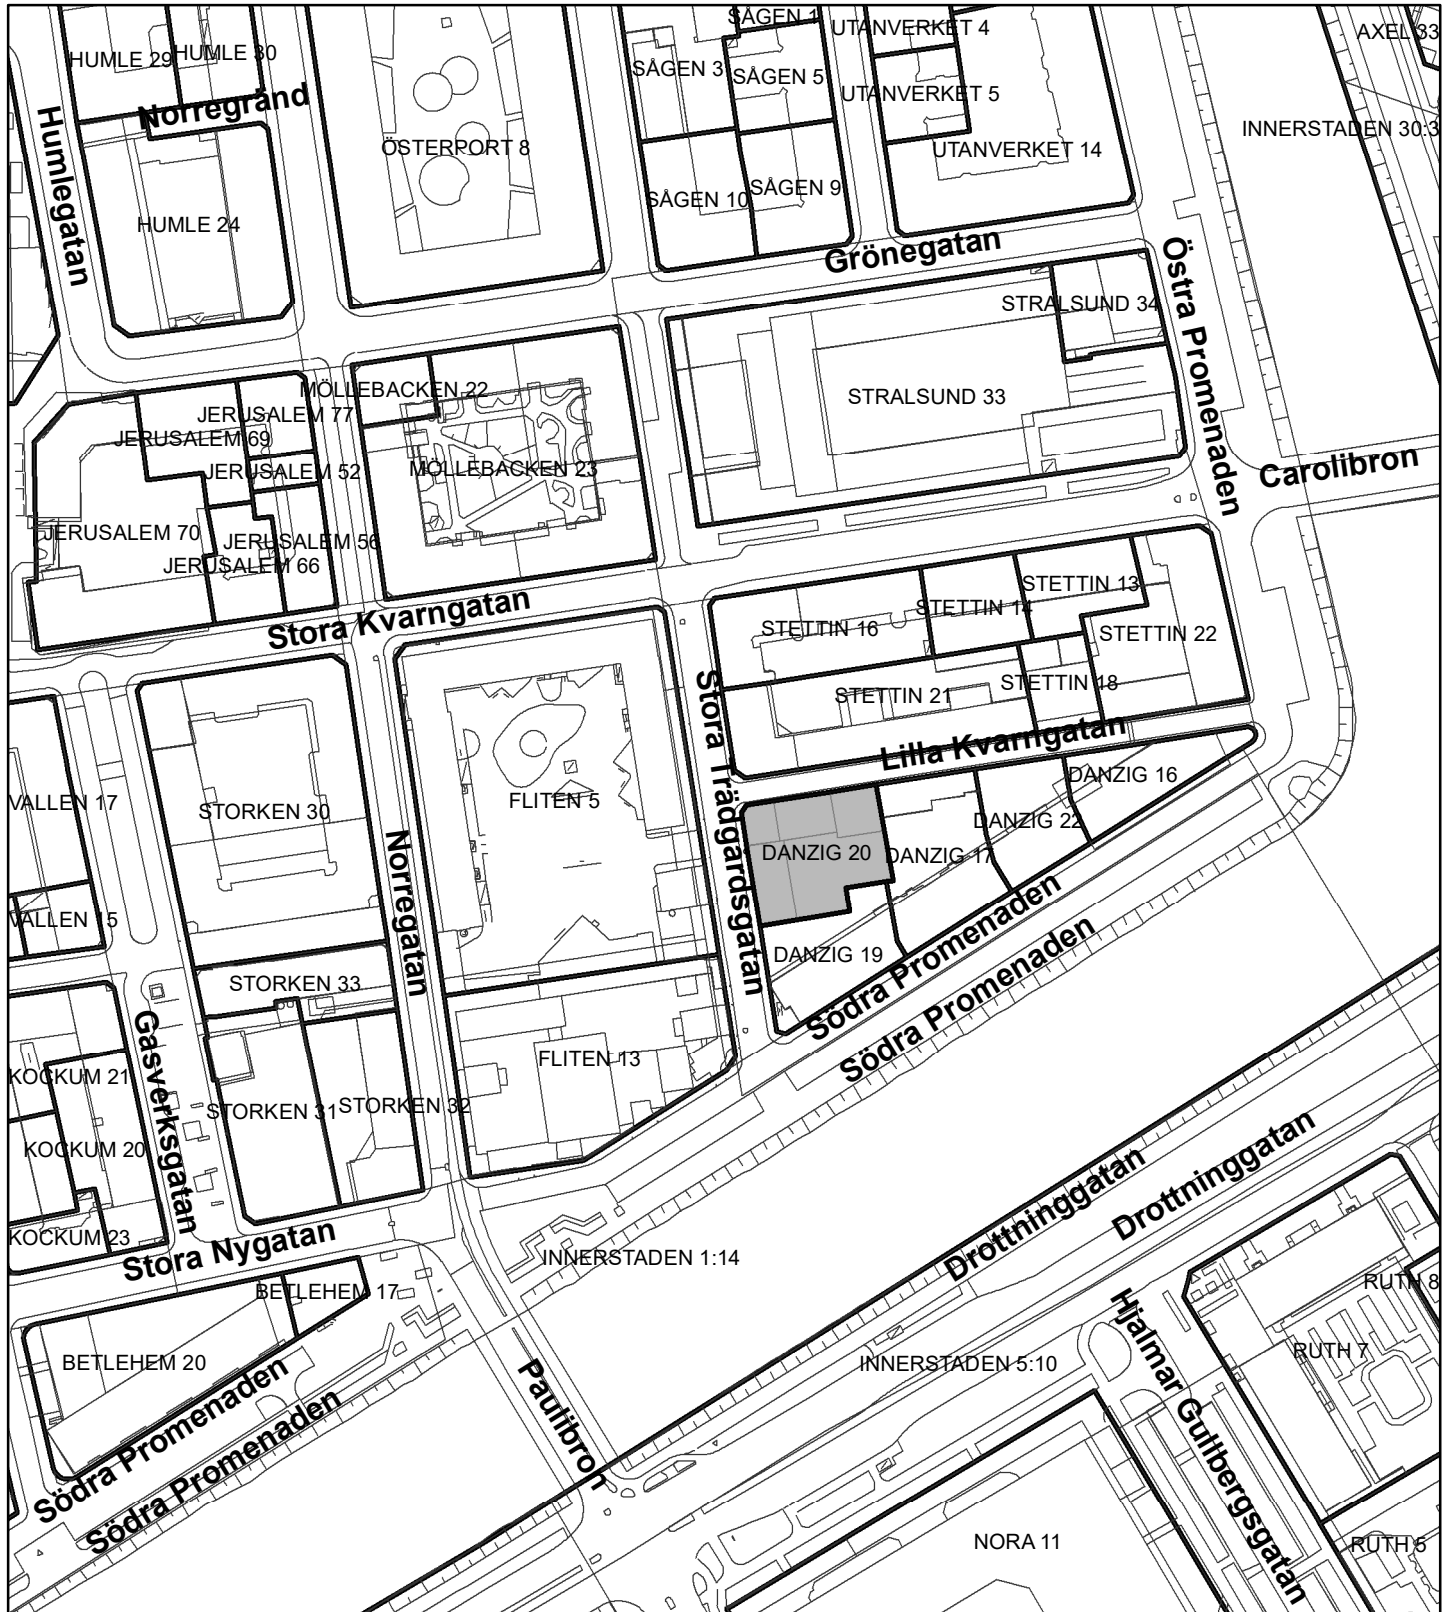 SÅGEN 1
UTANVERKET 4
AXEL 33
HUMLE 29
HUMLE 30
SÅGEN 3
SÅGEN 5
Norregränd
UTANVERKET 5
INNERSTADEN 30:3
Humlegatan
ÖSTERPORT 8
UTANVERKET 14
SÅGEN 10
SÅGEN 9
HUMLE 24
Grönegatan
Östra Promenaden
STRALSUND 34
MÖLLEBACKEN 22
STRALSUND 33
JERUSALEM 77
JERUSALEM 69
JERUSALEM 52
MÖLLEBACKEN 23
Carolibron
JERUSALEM 70
JERUSALEM 56
JERUSALEM 66
Stora Kvarngatan
STETTIN 13
STETTIN 14
STETTIN 16
STETTIN 22
STETTIN 18
STETTIN 21
Stora Trädgårdsgatan
Lilla Kvarngatan
DANZIG 16
VALLEN 17
STORKEN 30
FLITEN 5
DANZIG 22
DANZIG 20
DANZIG 17
Norregatan
VALLEN 15
DANZIG 19
Södra Promenaden
Södra Promenaden
STORKEN 33
Gasverksgatan
FLITEN 13
KOCKUM 21
STORKEN 31
STORKEN 32
KOCKUM 20
Drottninggatan
Drottninggatan
KOCKUM 23
Stora Nygatan
INNERSTADEN 1:14
BETLEHEM 17
RUTH 8
Hjalmar Gullbergsgatan
BETLEHEM 20
INNERSTADEN 5:10
RUTH 7
Paulibron
Södra Promenaden
Södra Promenaden
NORA 11
RUTH 5